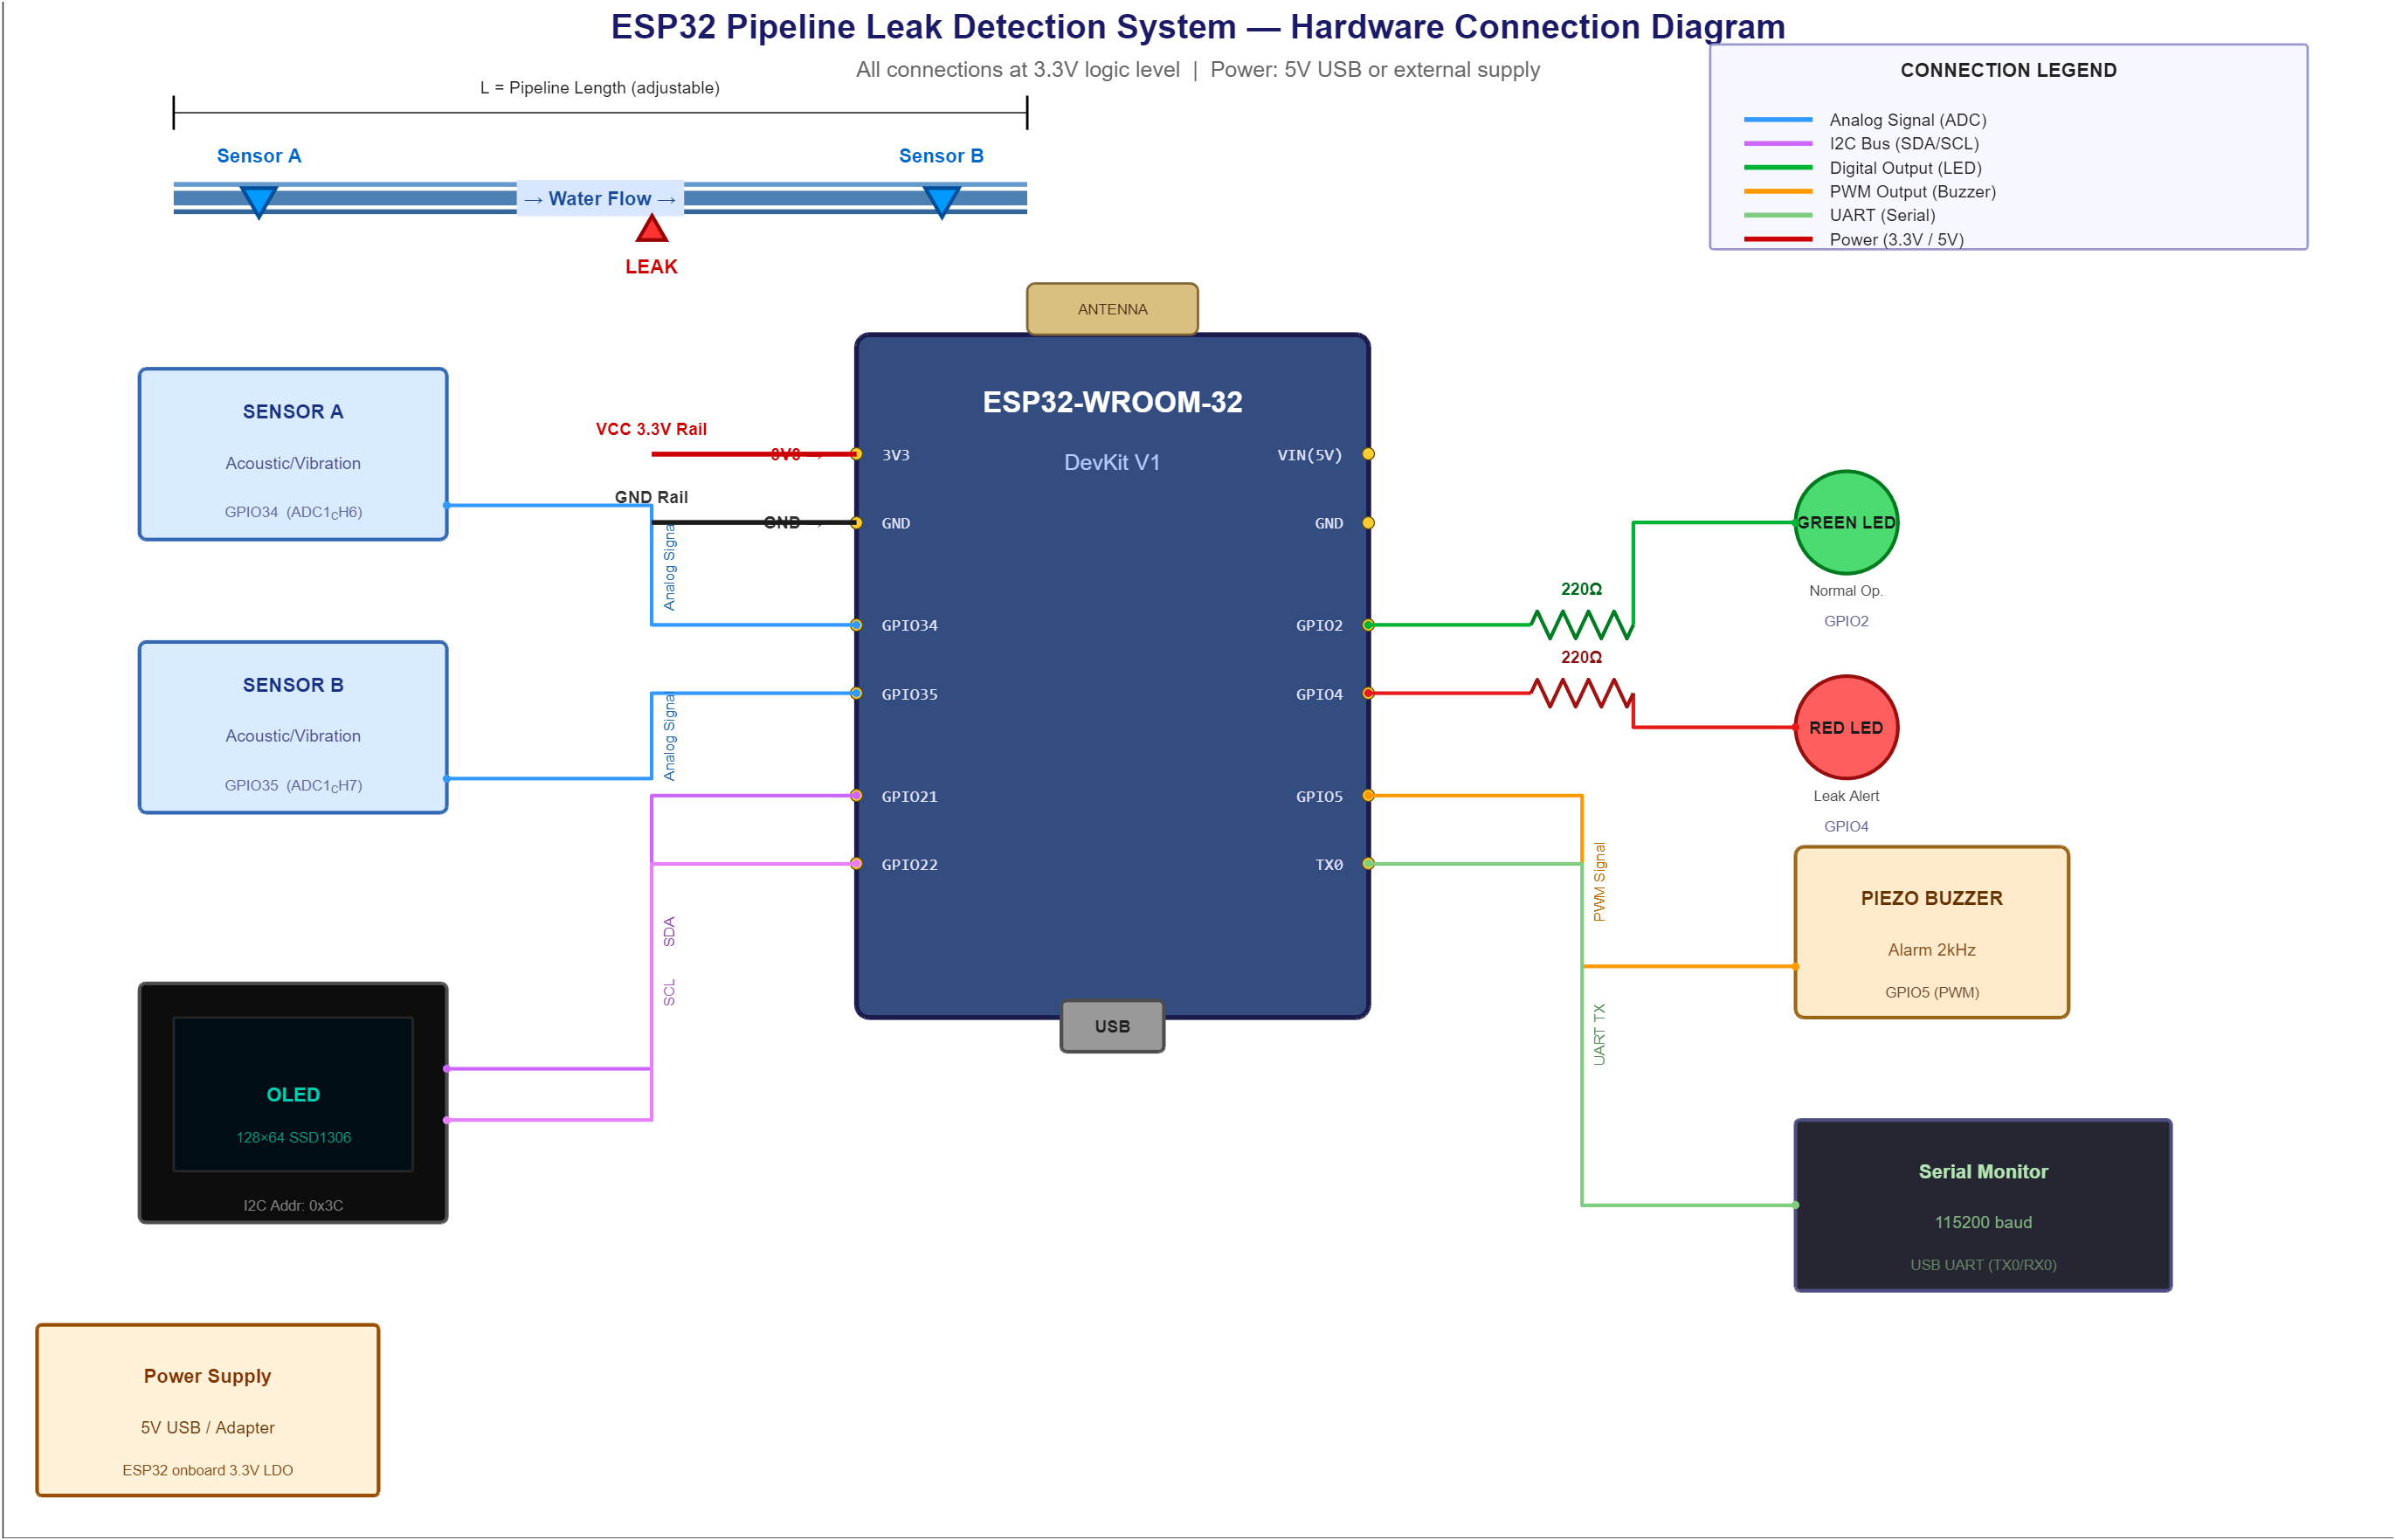 ESP32 Pipeline Leak Detection System — Hardware Connection Diagram
All connections at 3.3V logic level | Power: 5V USB or external supply
L = Pipeline Length (adjustable)
Sensor A
Sensor B
→ Water Flow →
LEAK
CONNECTION LEGEND
Analog Signal (ADC)
I2C Bus (SDA/SCL)
Digital Output (LED)
PWM Output (Buzzer)
UART (Serial)
Power (3.3V / 5V)
ANTENNA
ESP32-WROOM-32
DevKit V1
3V3
GND
GPIO34
GPIO35
GPIO21
GPIO22
VIN(5V)
GND
GPIO2
GPIO4
GPIO5
TX0
USB
SENSOR A
Acoustic/Vibration
GPIO34 (ADC1CH6)
VCC 3.3V Rail
3V3 →
GND Rail
GND →
Analog Signal
SENSOR B
Acoustic/Vibration
GPIO35 (ADC1CH7)
Analog Signal
SDA
SCL
OLED
128×64 SSD1306
I2C Addr: 0x3C
220Ω
GREEN LED
Normal Op.
GPIO2
220Ω
RED LED
Leak Alert
GPIO4
PWM Signal
PIEZO BUZZER
Alarm 2kHz
GPIO5 (PWM)
UART TX
Serial Monitor
115200 baud
USB UART (TX0/RX0)
Power Supply
5V USB / Adapter
ESP32 onboard 3.3V LDO